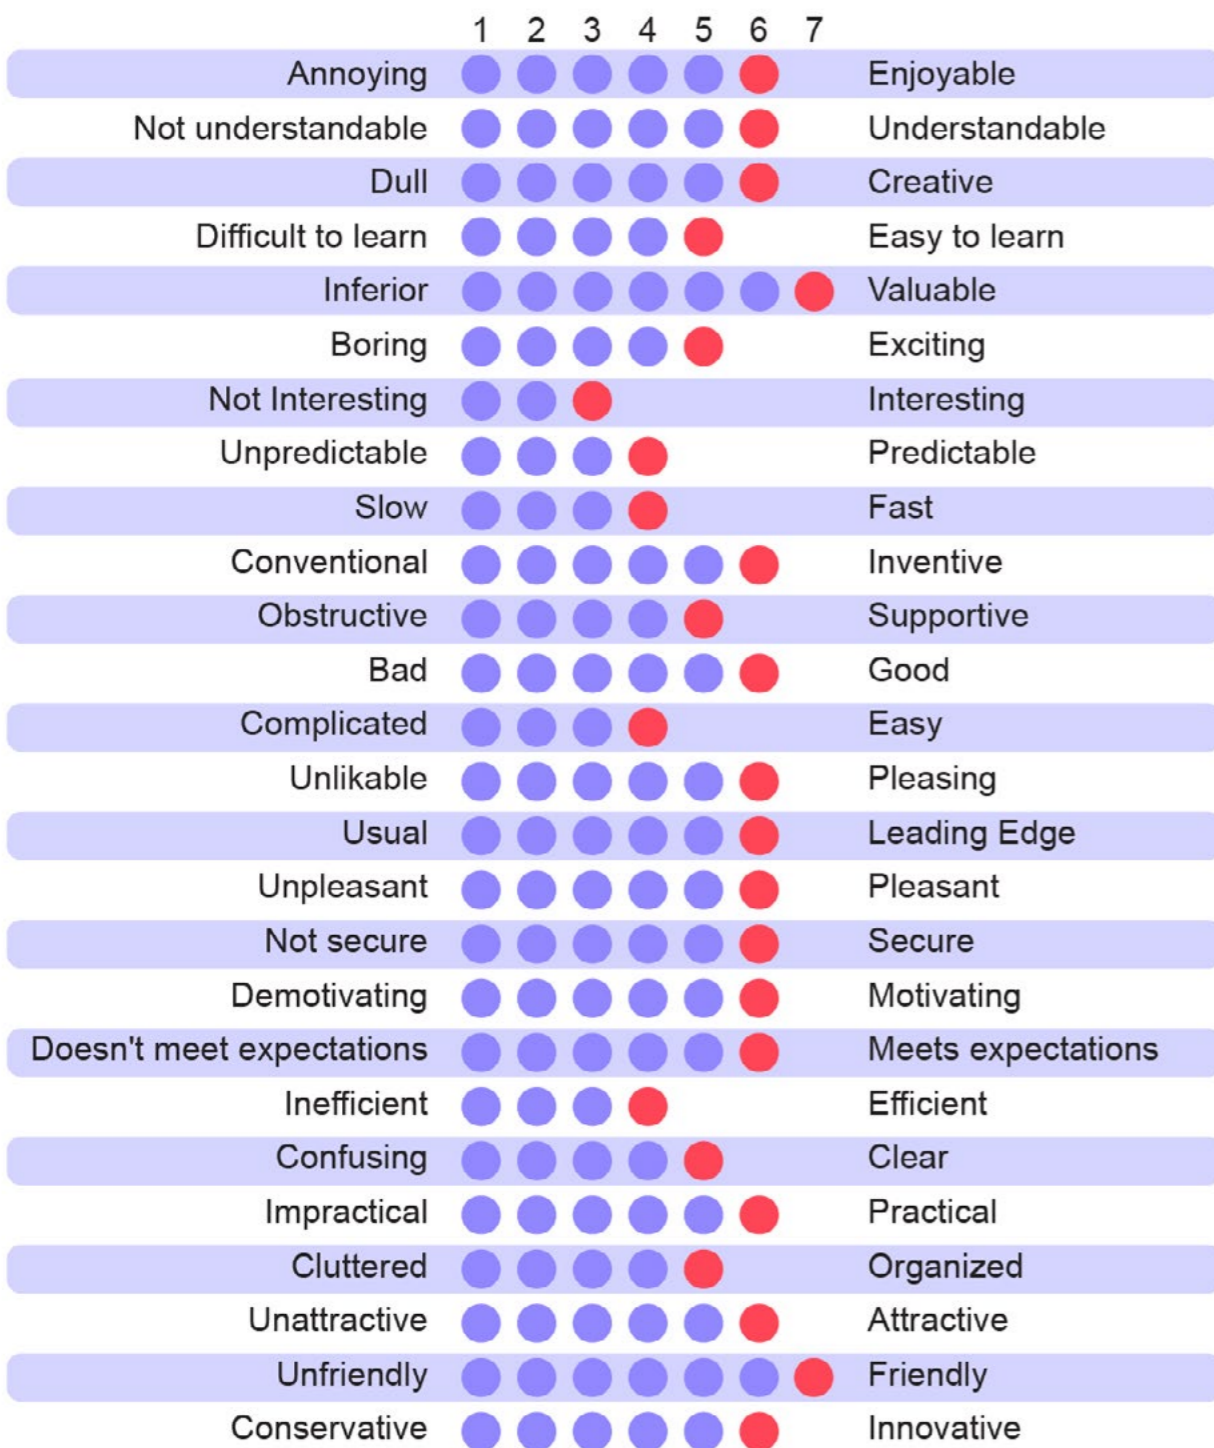 1 2 3 4 5 6 7
Annoying Enjoyable
Not understandable Understandable
Dull Creative
Difficult to learn Easy to learn
Inferior Valuable
Boring Exciting
Not Interesting Interesting
Unpredictable Predictable
Slow Fast
Conventional Inventive
Obstructive Supportive
Bad Good
Complicated Easy
Unlikable Pleasing
Usual Leading Edge
Unpleasant Pleasant
Not secure Secure
Demotivating Motivating
Doesn't meet expectations Meets expectations
Inefficient Efficient
Confusing Clear
Impractical Practical
Cluttered Organized
Unattractive Attractive
Unfriendly Friendly
Conservative Innovative